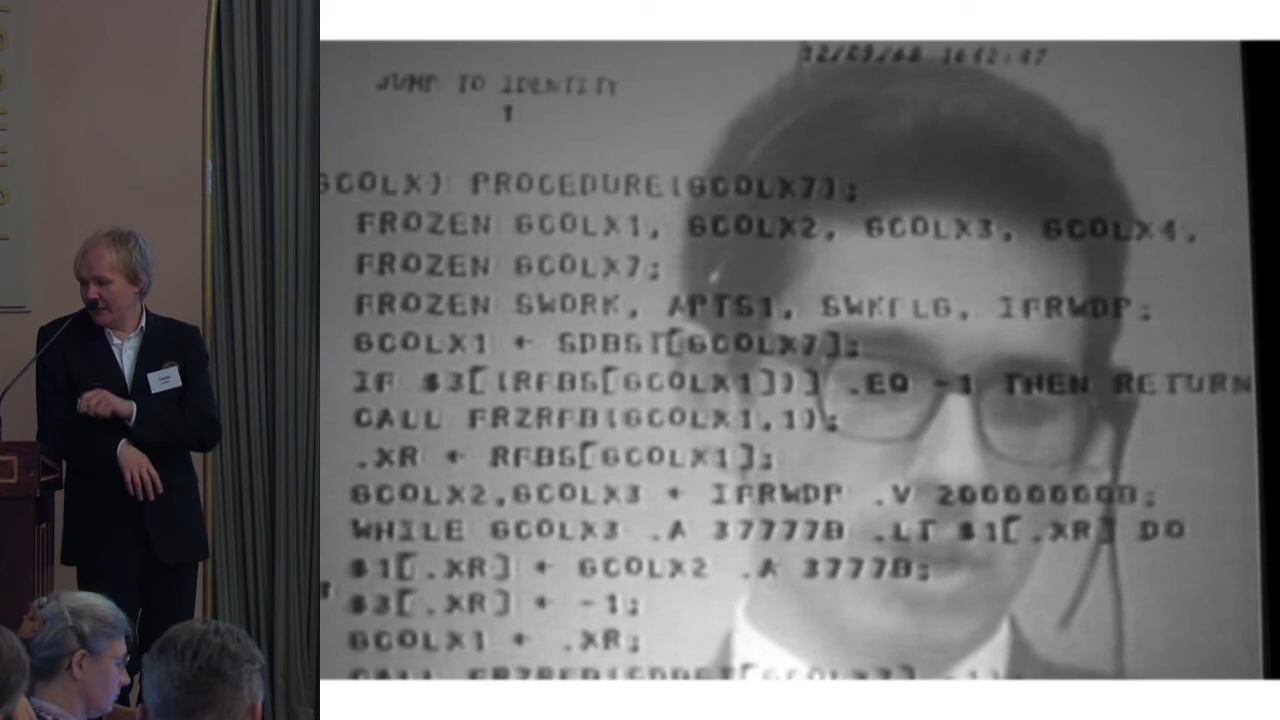 12/09/68 1642:47
JUMP TO IDENTITY
GCOLX) PROCEDURE(GCOLX7);
FROZEN GCOLX1, GCOLX2, GCOLX3, GCOLX4,
FROZEN GCOLX7;
FROZEN SWORK, APTS1, SWKFLG, IFRWDP;
GCOLX1 ← SDBST[GCOLX7];
IF $3[(RFBS[GCOLX1])] .EQ -1 THEN RETURN
CALL FRZRFB(GCOLX1,1);
.XR ← RFBS[GCOLX1];
GCOLX2,GCOLX3 ← IFRWDP .V 200000000B;
WHILE GCOLX3 .A 37777B .LT $1[.XR] DO
$1[.XR] ← GCOLX2 .A 3777B;
$3[.XR] ← -1;
GCOLX1 ← .XR;